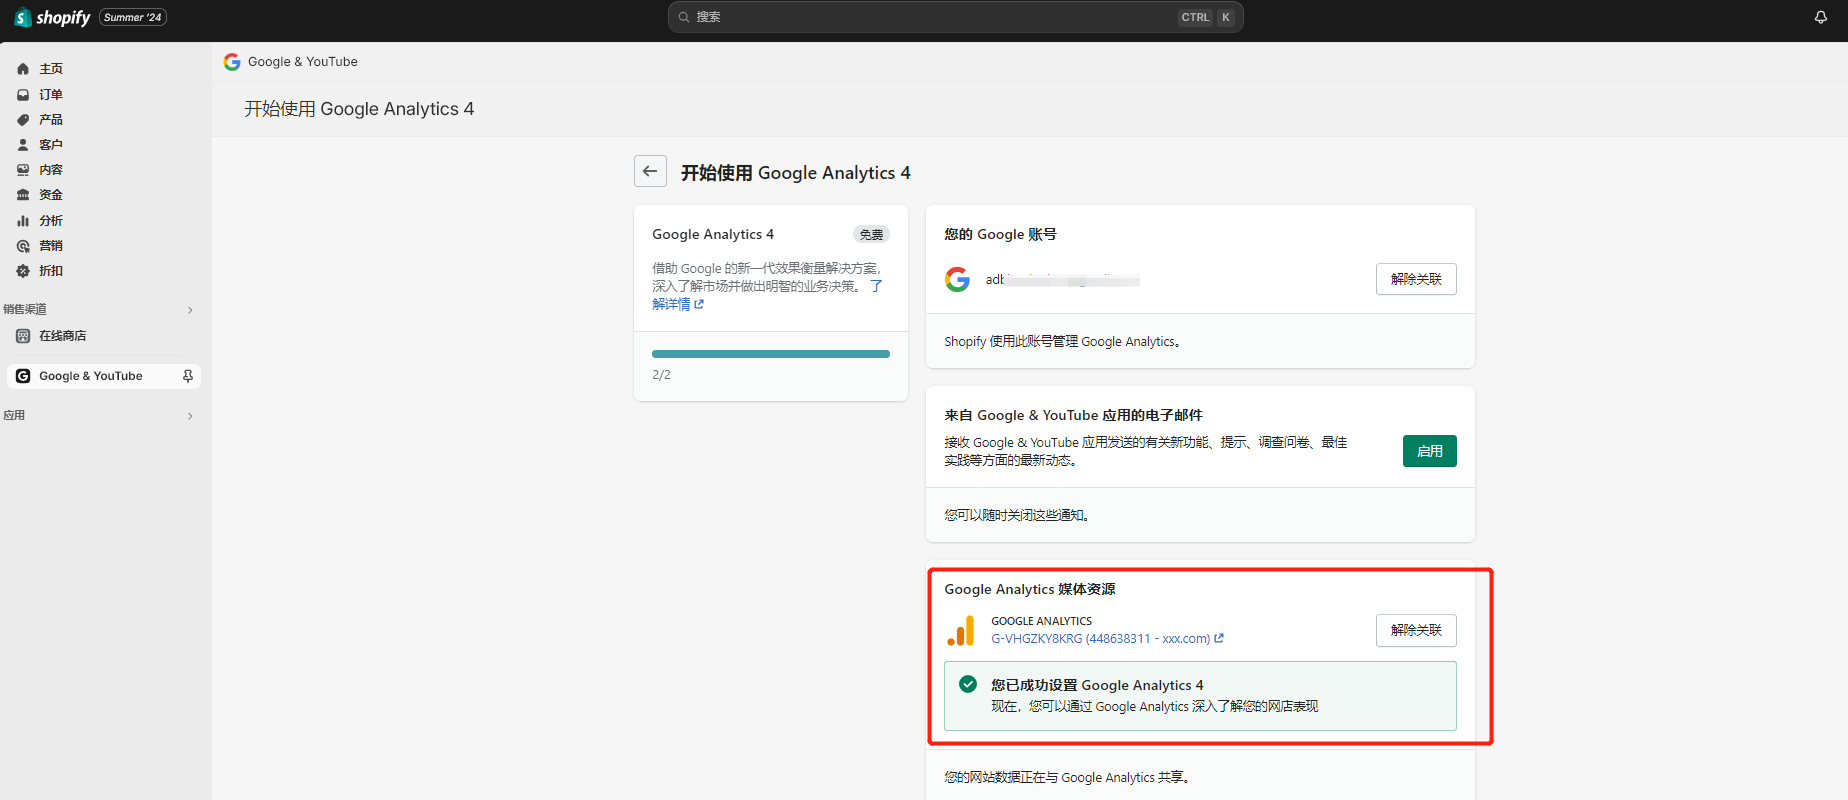 shopify Summer '24
搜索 CTRL K
主页
订单
产品
客户
内容
资金
分析
营销
折扣
销售渠道
在线商店
Google & YouTube
应用
Google & YouTube
开始使用 Google Analytics 4
开始使用 Google Analytics 4
Google Analytics 4 免费
借助 Google 的新一代效果衡量解决方案，
深入了解市场并做出明智的业务决策。 了
解详情
2/2
您的 Google 账号
解除关联
Shopify 使用此账号管理 Google Analytics。
来自 Google & YouTube 应用的电子邮件
接收 Google & YouTube 应用发送的有关新功能、提示、调查问卷、最佳
实践等方面的最新动态。
启用
您可以随时关闭这些通知。
Google Analytics 媒体资源
GOOGLE ANALYTICS
G-VHGZKY8KRG (448638311 - xxx.com)
解除关联
您已成功设置 Google Analytics 4
现在，您可以通过 Google Analytics 深入了解您的网店表现
您的网站数据正在与 Google Analytics 共享。